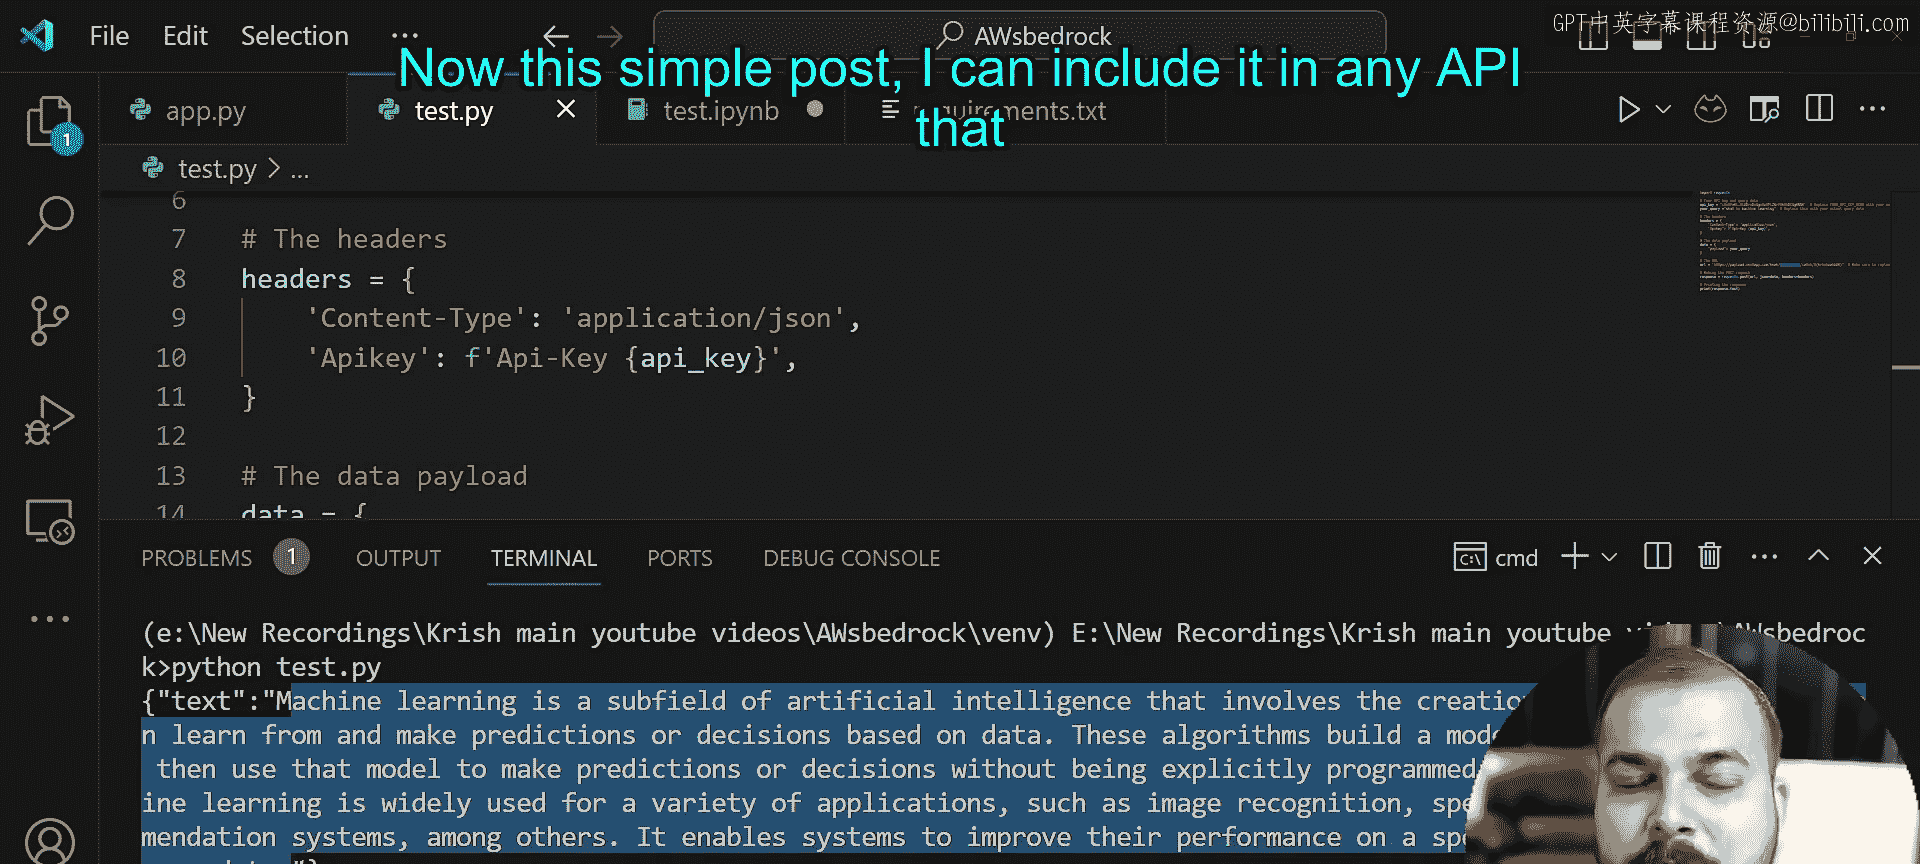 GPT中英字幕课程资源@bilibili.com
File Edit Selection ... AWsbedrock
Now this simple post, I can include it in any API
that
app.py test.py test.ipynb requirements.txt
1
test.py > ...
6
7 # The headers
8 headers = {
9 'Content-Type': 'application/json',
10 'Apikey': f'Api-Key {api_key}',
11 }
12
13 # The data payload
14 data = {
PROBLEMS 1 OUTPUT TERMINAL PORTS DEBUG CONSOLE cmd
(e:\New Recordings\Krish main youtube videos\AWsbedrock\venv) E:\New Recordings\Krish main youtube AWsbedroc
k>python test.py
{"text":"Machine learning is a subfield of artificial intelligence that involves the
n learn from and make predictions or decisions based on data. These algorithms build a
then use that model to make predictions or decisions without being explicitly programmed
ine learning is widely used for a variety of applications, such as image recognition,
mendation systems, among others. It enables systems to improve their performance on a